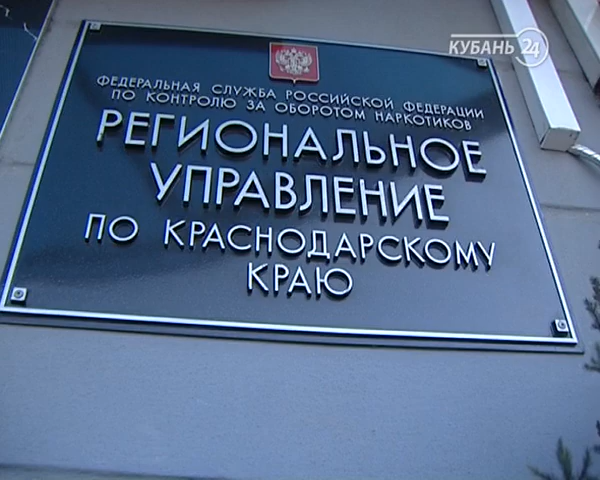 КУБАНЬ 24
ФЕДЕРАЛЬНАЯ СЛУЖБА РОССИЙСКОЙ ФЕДЕРАЦИИ
ПО КОНТРОЛЮ ЗА ОБОРОТОМ НАРКОТИКОВ
РЕГИОНАЛЬНОЕ
УПРАВЛЕНИЕ
ПО КРАСНОДАРСКОМУ
КРАЮ